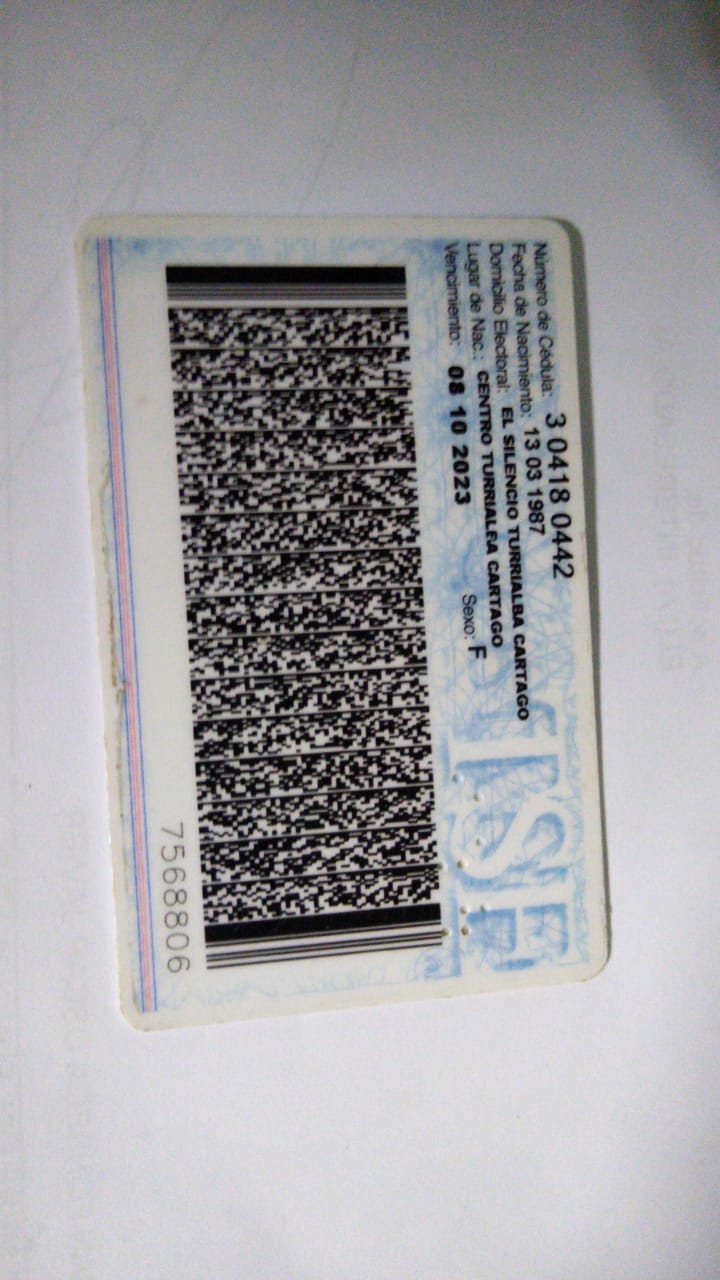 Número de Cédula: 3 0418 0442
Fecha de Nacimiento: 13 03 1987
Domicilio Electoral: EL SILENCIO TURRIALBA CARTAGO
Lugar de Nac.: CENTRO TURRIALBA CARTAGO
Vencimiento: 08 10 2023 Sexo: F
TSE
7568806